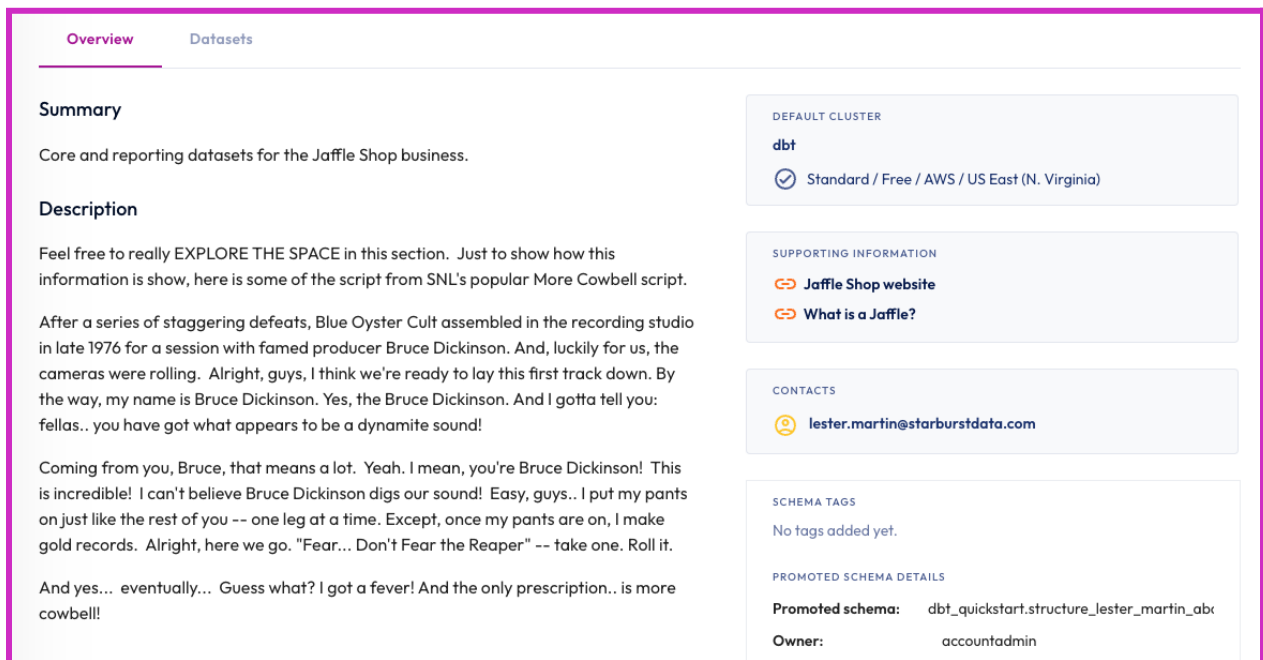 Overview
Datasets
Summary
Core and reporting datasets for the Jaffle Shop business.
Description
Feel free to really EXPLORE THE SPACE in this section.  Just to show how this
information is show, here is some of the script from SNL's popular More Cowbell script.
After a series of staggering defeats, Blue Oyster Cult assembled in the recording studio
in late 1976 for a session with famed producer Bruce Dickinson. And, luckily for us, the
cameras were rolling.  Alright, guys, I think we're ready to lay this first track down. By
the way, my name is Bruce Dickinson. Yes, the Bruce Dickinson. And I gotta tell you:
fellas.. you have got what appears to be a dynamite sound!
Coming from you, Bruce, that means a lot.  Yeah. I mean, you're Bruce Dickinson!  This
is incredible!  I can't believe Bruce Dickinson digs our sound!  Easy, guys.. I put my pants
on just like the rest of you -- one leg at a time. Except, once my pants are on, I make
gold records.  Alright, here we go. "Fear... Don't Fear the Reaper" -- take one. Roll it.
And yes...  eventually...  Guess what? I got a fever! And the only prescription.. is more
cowbell!
DEFAULT CLUSTER
dbt
Standard / Free / AWS / US East (N. Virginia)
SUPPORTING INFORMATION
Jaffle Shop website
What is a Jaffle?
CONTACTS
lester.martin@starburstdata.com
SCHEMA TAGS
No tags added yet.
PROMOTED SCHEMA DETAILS
Promoted schema: dbt_quickstart.structure_lester_martin_abc
Owner: accountadmin